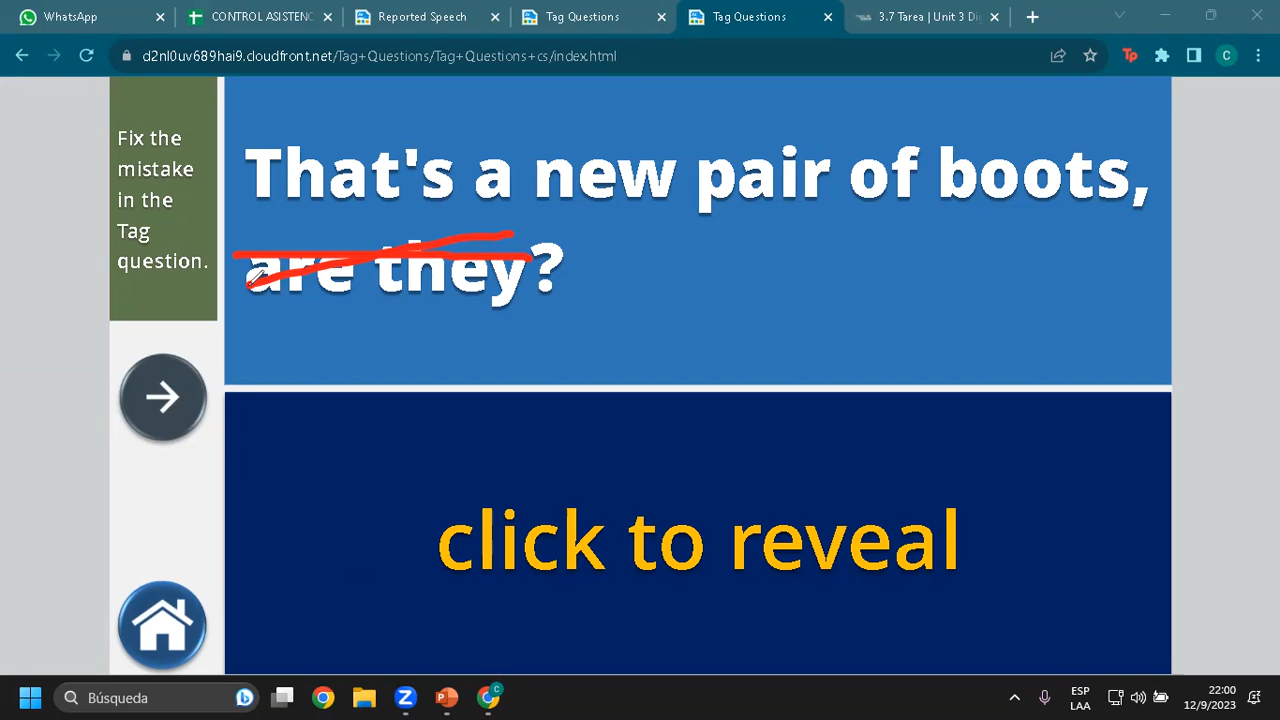 WhatsApp
CONTROL ASISTENC
Reported Speech
Tag Questions
Tag Questions
3.7 Tarea | Unit 3 Di
d2nl0uv689hai9.cloudfront.net/Tag+Questions/Tag+Questions+cs/index.html
Tp
C
Fix the
mistake
in the
Tag
question.
That's a new pair of boots,
are they?
click to reveal
Búsqueda
C
ESP
LAA
22:00
12/9/2023